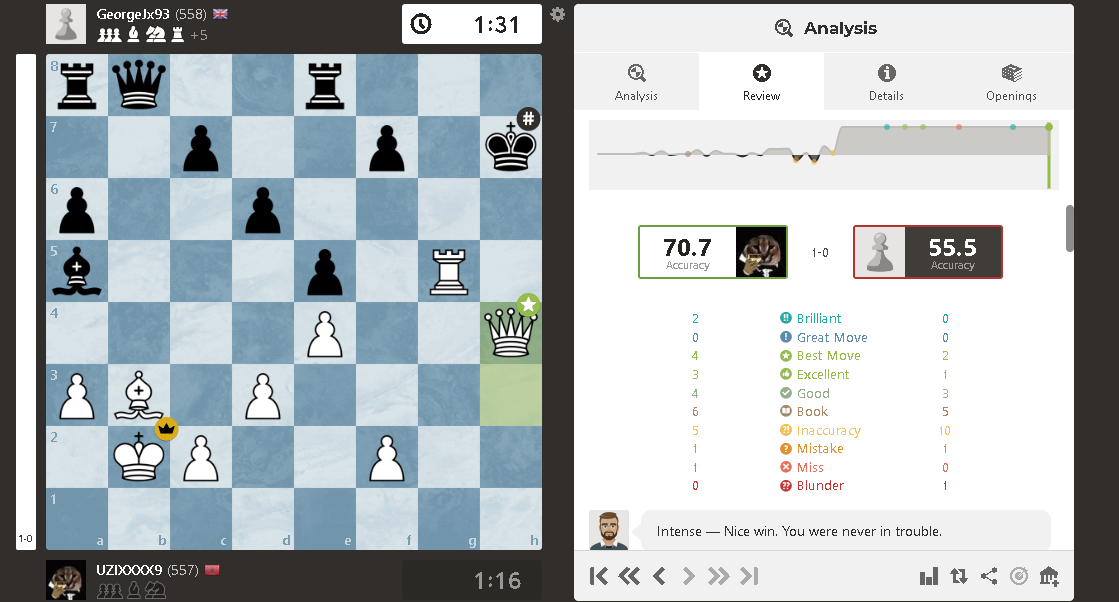 GeorgeJx93 (558)
+5
1:31
Analysis
Analysis
Review
Details
Openings
8
7
6
5
4
3
2
1
a
b
c
d
e
f
g
h
#
1-0
70.7
Accuracy
1-0
55.5
Accuracy
2 !! Brilliant 0
0 ! Great Move 0
4 Best Move 2
3 Excellent 1
4 Good 3
6 Book 5
5 ?! Inaccuracy 10
1 ? Mistake 1
1 Miss 0
0 ?? Blunder 1
Intense — Nice win. You were never in trouble.
UZIXXXX9 (557)
1:16